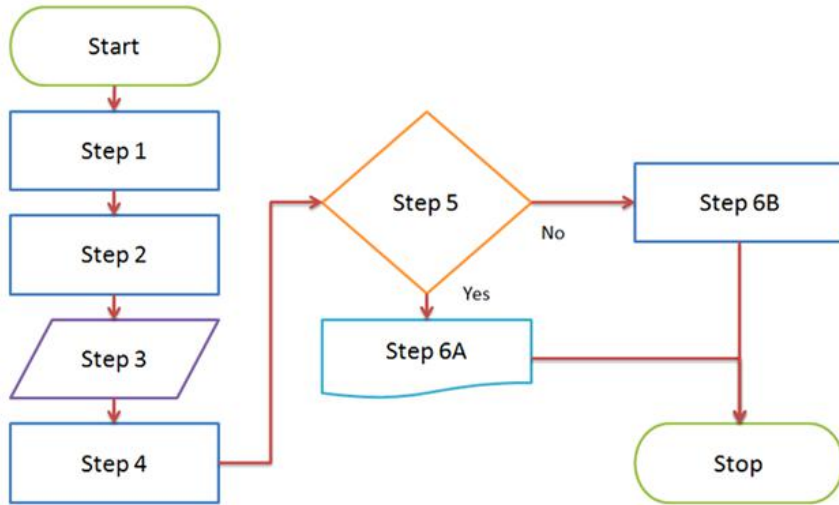 Start
Step 1
Step 2
Step 3
Step 4
Step 5
No
Yes
Step 6A
Step 6B
Stop